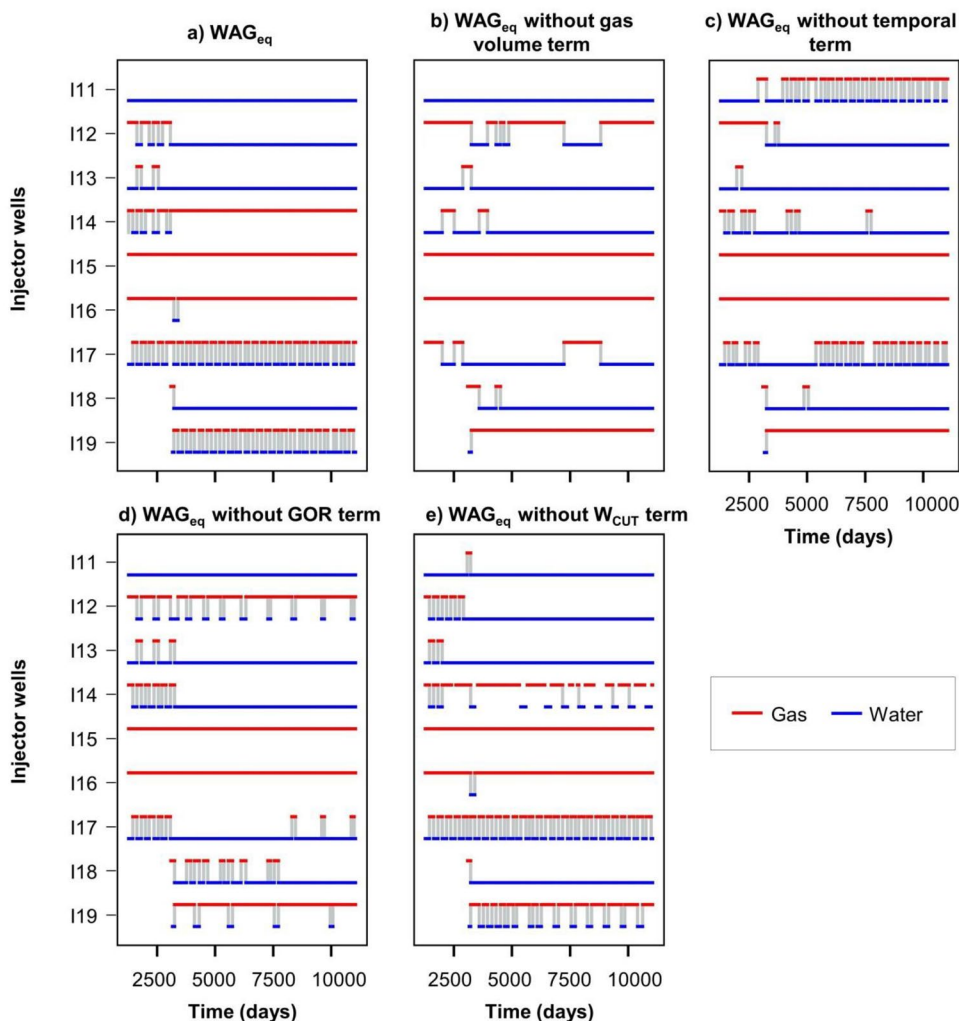 a) WAGeq
b) WAGeq without gas
volume term
c) WAGeq without temporal
term
Injector wells
I11
I12
I13
I14
I15
I16
I17
I18
I19
2500 5000 7500 10000
Time (days)
d) WAGeq without GOR term
e) WAGeq without WCUT term
Injector wells
I11
I12
I13
I14
I15
I16
I17
I18
I19
2500 5000 7500 10000
Time (days)
2500 5000 7500 10000
Time (days)
Gas Water